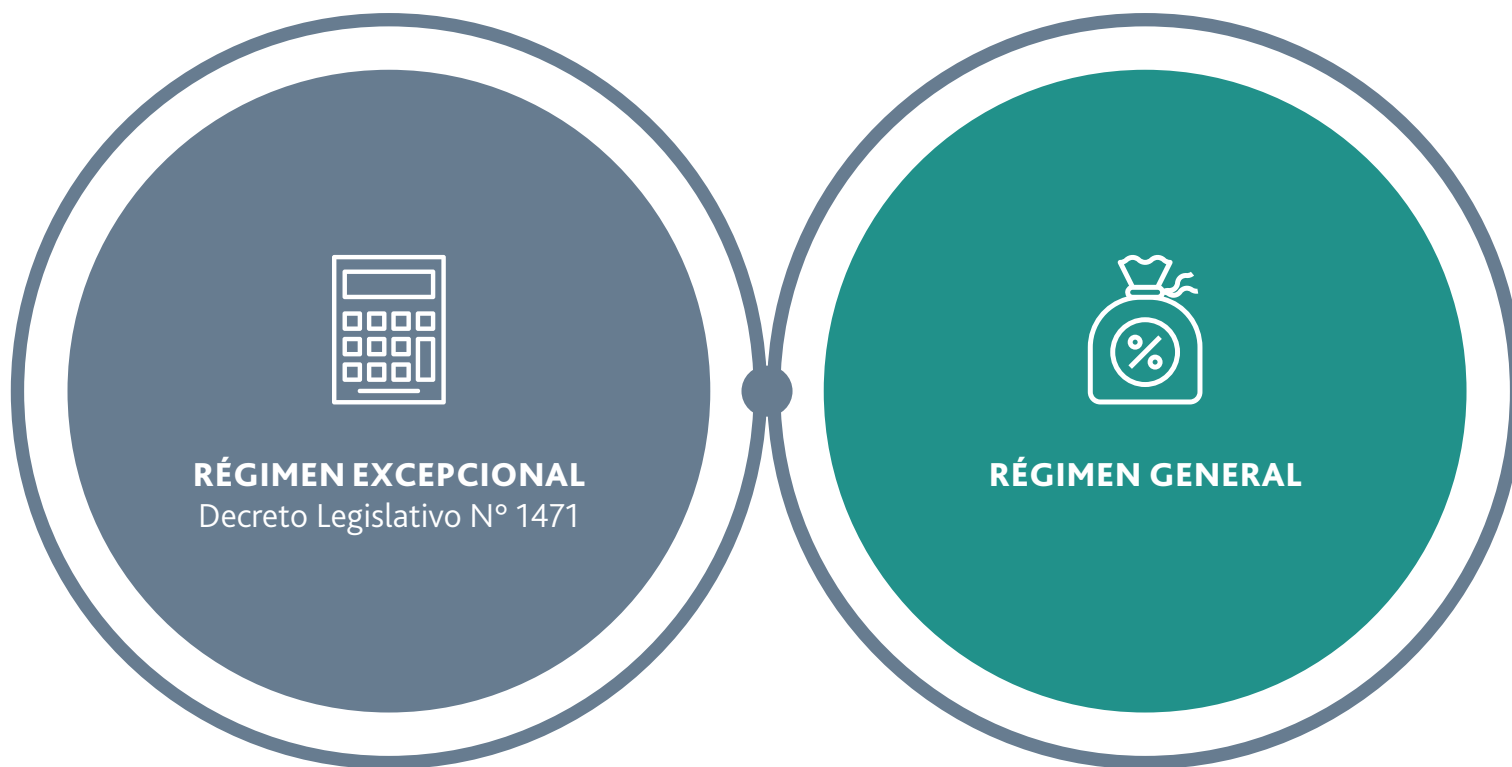 RÉGIMEN EXCEPCIONAL
Decreto Legislativo N° 1471
RÉGIMEN GENERAL